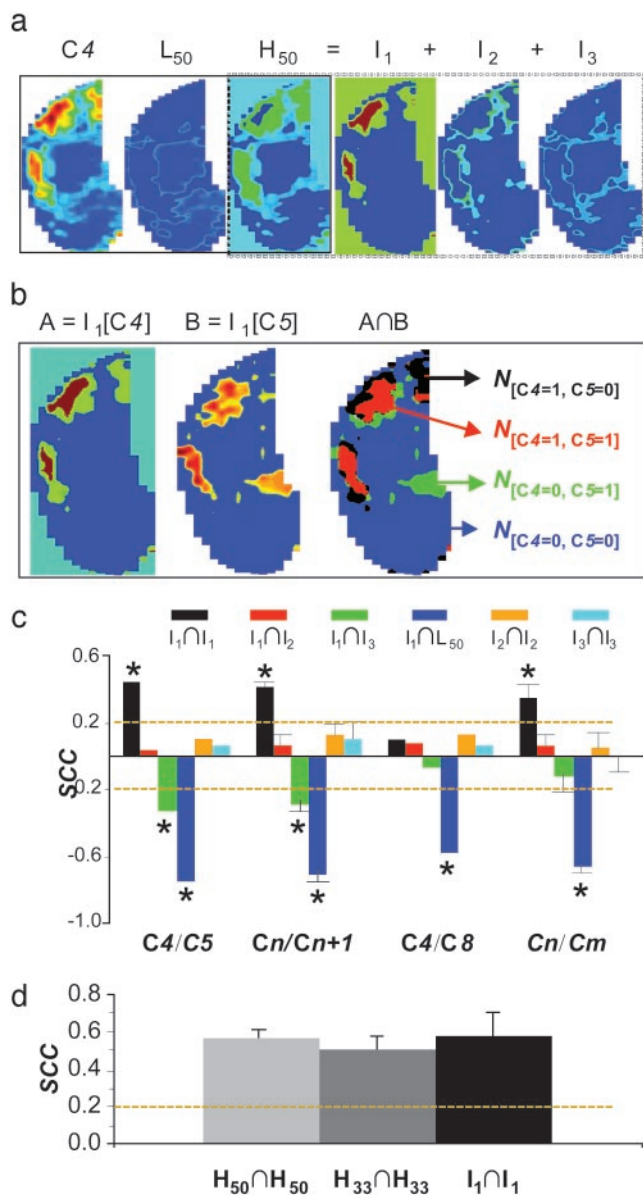 a
C4 L50 H50 = I1 + I2 + I3
b
A = I1[C4] B = I1[C5] A∩B
N[C4=1, C5=0]
N[C4=1, C5=1]
N[C4=0, C5=1]
N[C4=0, C5=0]
c
I1∩I1 I1∩I2 I1∩I3 I1∩L50 I2∩I2 I3∩I3
0.6
* *
*
0.2
SCC
-0.2
* *
-0.6
* * * *
-1.0
C4/C5 Cn/Cn+1 C4/C8 Cn/Cm
d
0.8
0.6
SCC
0.4
0.2
0.0
H50∩H50 H33∩H33 I1∩I1